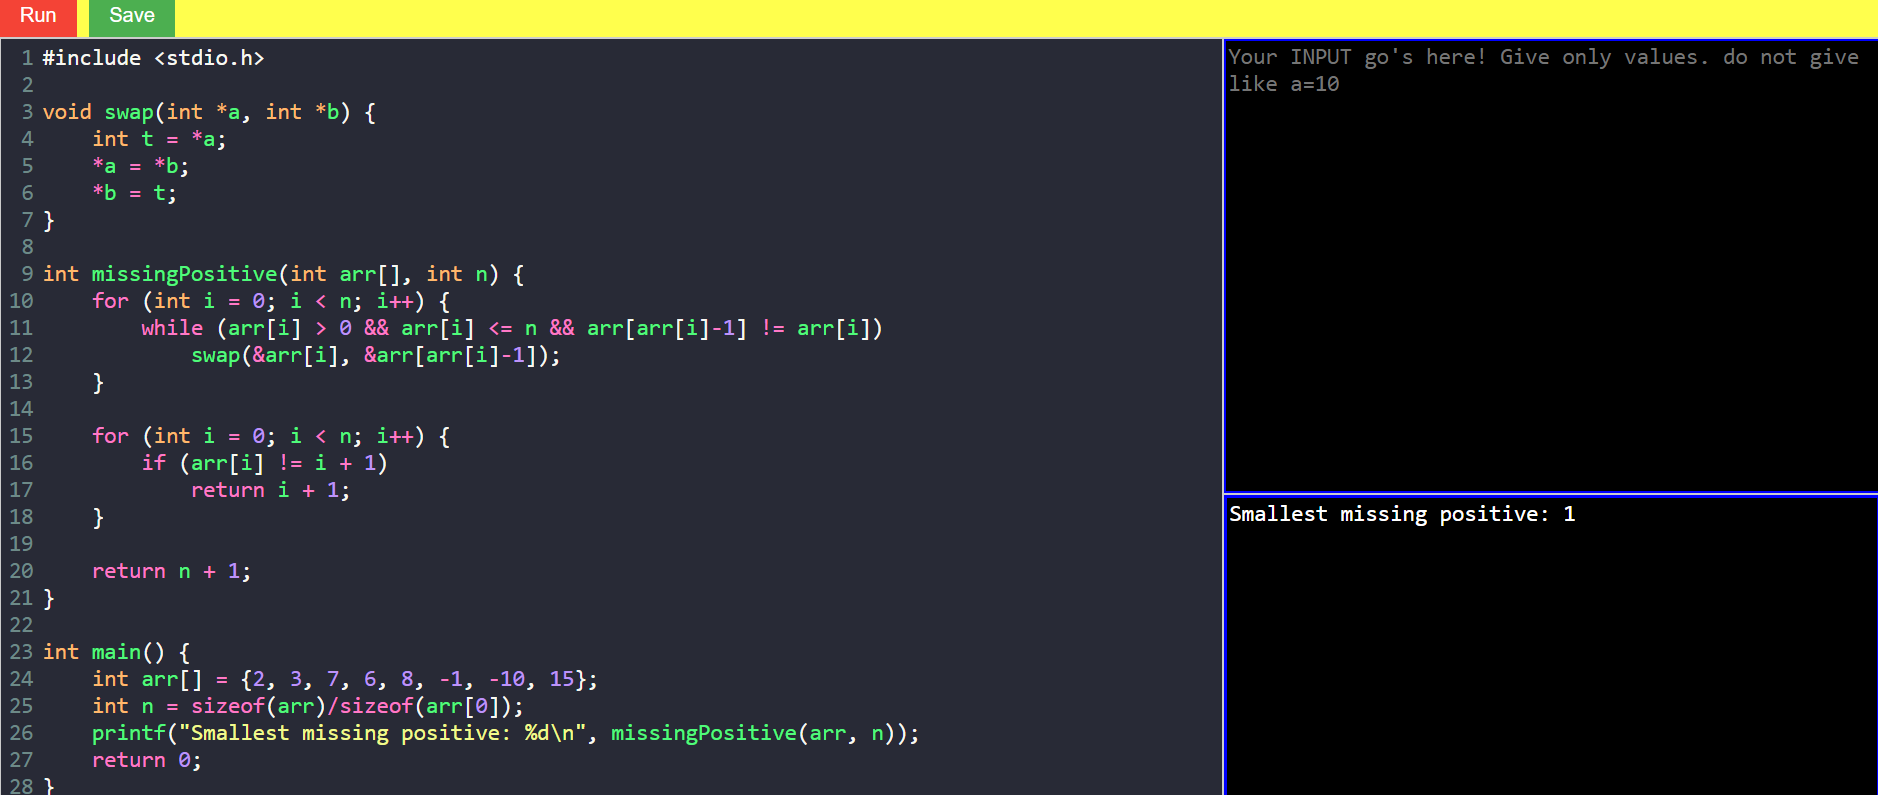 Run Save
1 #include <stdio.h>
2
3 void swap(int *a, int *b) {
4     int t = *a;
5     *a = *b;
6     *b = t;
7 }
8
9 int missingPositive(int arr[], int n) {
10     for (int i = 0; i < n; i++) {
11         while (arr[i] > 0 && arr[i] <= n && arr[arr[i]-1] != arr[i])
12             swap(&arr[i], &arr[arr[i]-1]);
13     }
14
15     for (int i = 0; i < n; i++) {
16         if (arr[i] != i + 1)
17             return i + 1;
18     }
19
20     return n + 1;
21 }
22
23 int main() {
24     int arr[] = {2, 3, 7, 6, 8, -1, -10, 15};
25     int n = sizeof(arr)/sizeof(arr[0]);
26     printf("Smallest missing positive: %d\n", missingPositive(arr, n));
27     return 0;
28 }
Your INPUT go's here! Give only values. do not give
like a=10
Smallest missing positive: 1